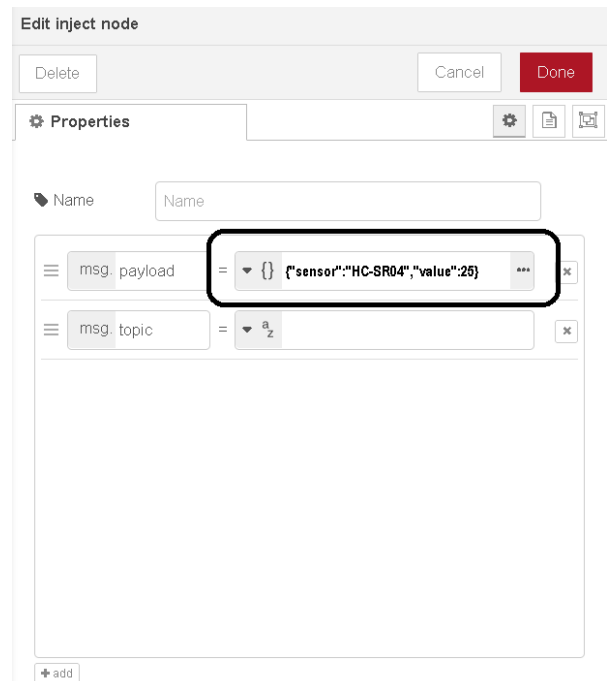 Edit inject node
Delete Cancel Done
Properties
Name Name
msg. payload = {} {"sensor":"HC-SR04","value":25} ••• x
msg. topic = az x
+ add